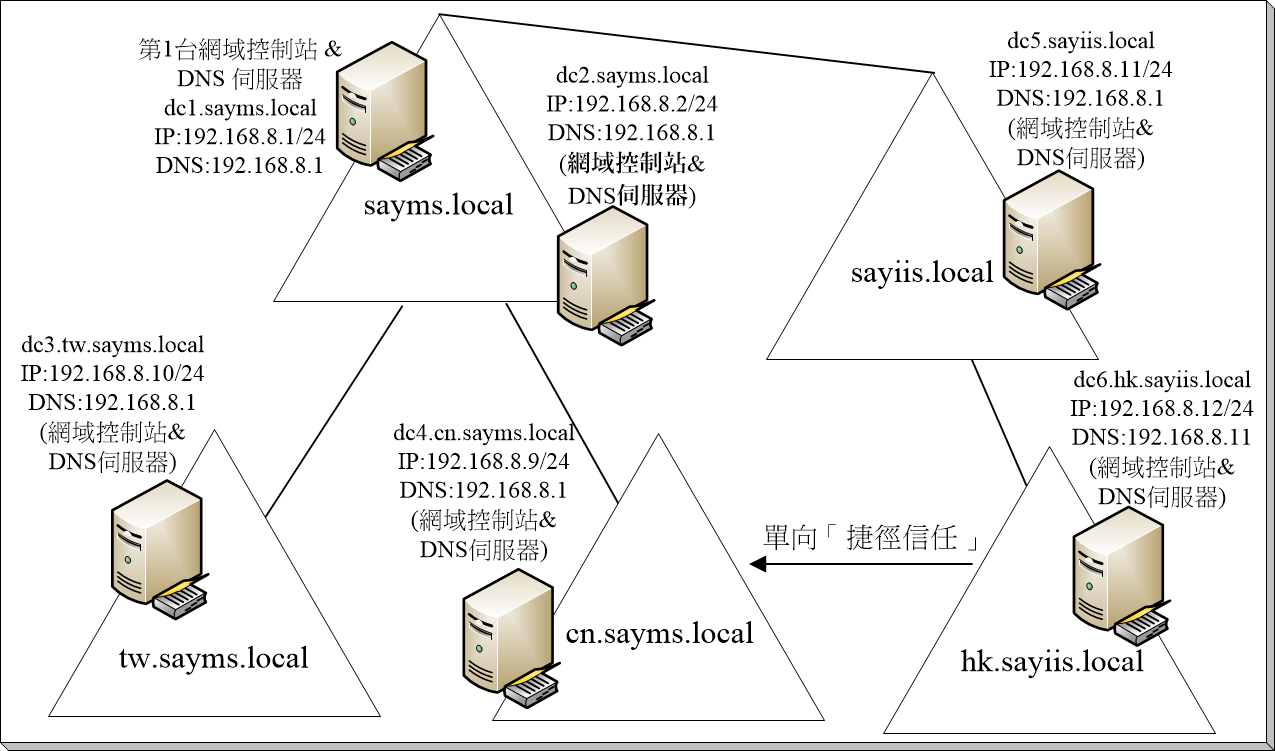 第1台網域控制站 &
DNS 伺服器
dc1.sayms.local
IP:192.168.8.1/24
DNS:192.168.8.1
sayms.local
dc2.sayms.local
IP:192.168.8.2/24
DNS:192.168.8.1
(網域控制站&
DNS伺服器)
dc5.sayiis.local
IP:192.168.8.11/24
DNS:192.168.8.1
(網域控制站&
DNS伺服器)
sayiis.local
dc3.tw.sayms.local
IP:192.168.8.10/24
DNS:192.168.8.1
(網域控制站&
DNS伺服器)
tw.sayms.local
dc4.cn.sayms.local
IP:192.168.8.9/24
DNS:192.168.8.1
(網域控制站&
DNS伺服器)
cn.sayms.local
單向「捷徑信任」
dc6.hk.sayiis.local
IP:192.168.8.12/24
DNS:192.168.8.11
(網域控制站&
DNS伺服器)
hk.sayiis.local